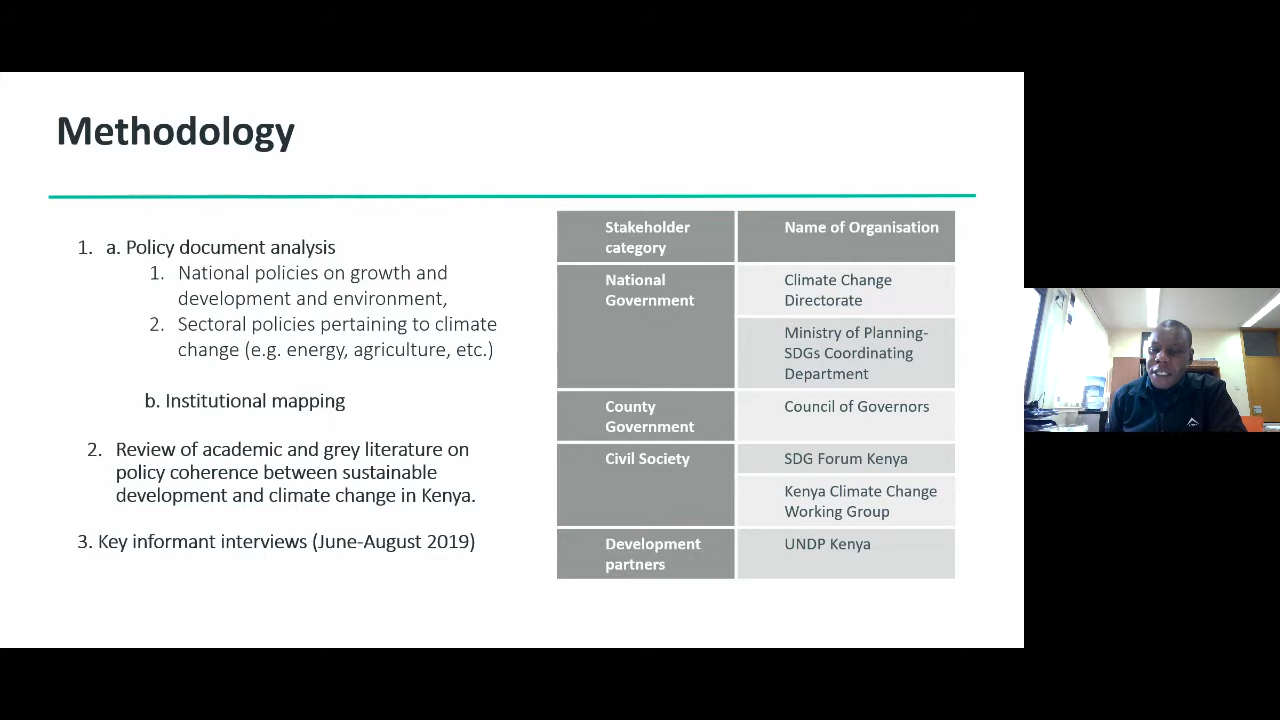 Methodology
1. a. Policy document analysis
1. National policies on growth and
development and environment,
2. Sectoral policies pertaining to climate
change (e.g. energy, agriculture, etc.)
b. Institutional mapping
2. Review of academic and grey literature on
policy coherence between sustainable
development and climate change in Kenya.
3. Key informant interviews (June-August 2019)
Stakeholder
category
Name of Organisation
National
Government
Climate Change
Directorate
Ministry of Planning-
SDGs Coordinating
Department
County
Government
Council of Governors
Civil Society
SDG Forum Kenya
Kenya Climate Change
Working Group
Development
partners
UNDP Kenya